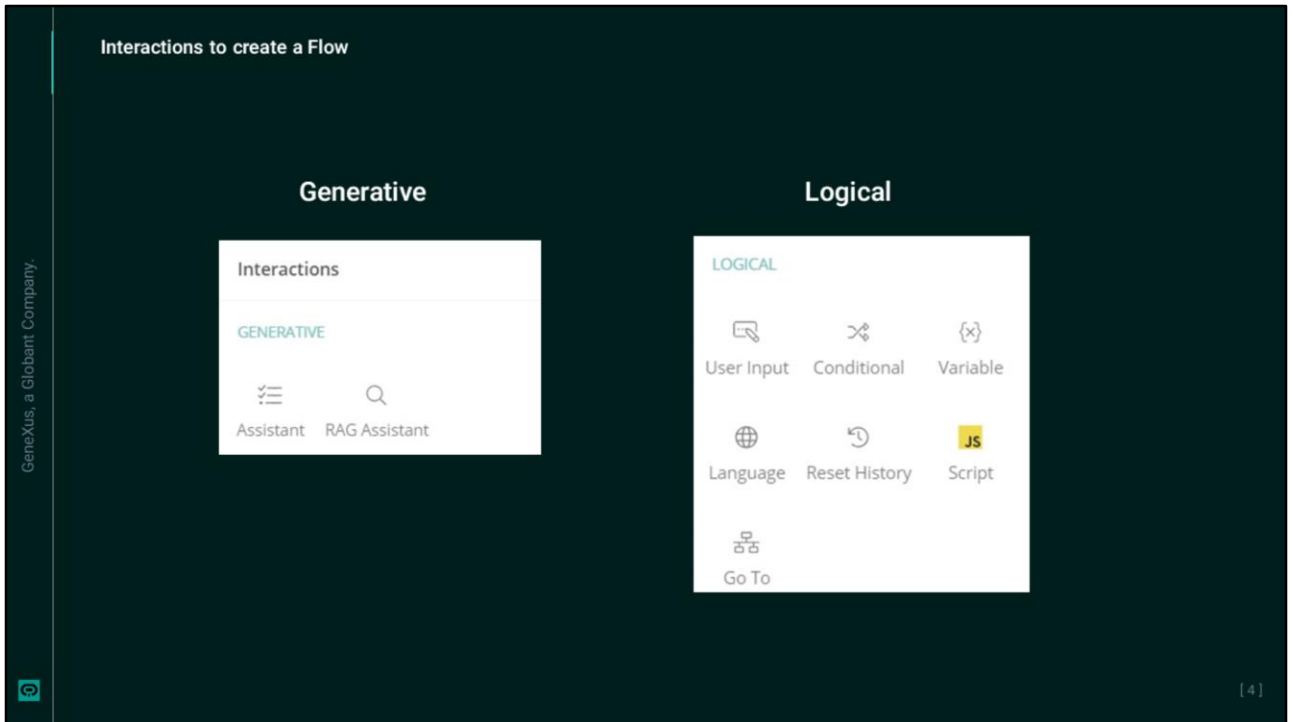 Interactions to create a Flow
Generative
Interactions
GENERATIVE
Assistant RAG Assistant
Logical
LOGICAL
User Input Conditional Variable
JS
Language Reset History Script
Go To
GeneXus, a Globant Company.
[ 4 ]